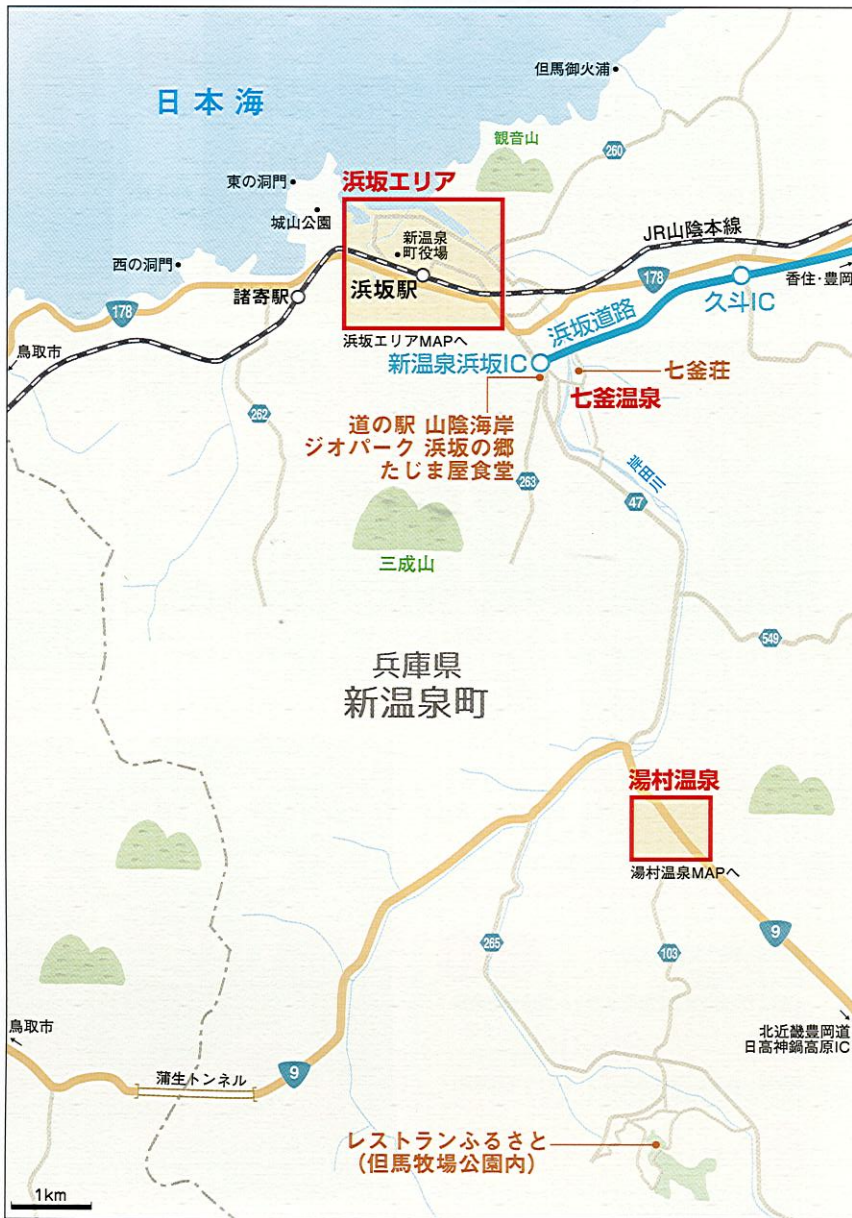 但馬御火浦
日本海
観音山
260
東の洞門
浜坂エリア
城山公園
新温泉
町役場
JR山陰本線
西の洞門
諸寄駅
浜坂駅
178
香住・豊岡
久斗IC
178
浜坂道路
鳥取市
浜坂エリアMAPへ
新温泉浜坂IC
七釜荘
七釜温泉
262
道の駅 山陰海岸
ジオパーク 浜坂の郷
たじま屋食堂
263
岸田川
47
三成山
549
兵庫県
新温泉町
湯村温泉
湯村温泉MAPへ
9
265
103
鳥取市
北近畿豊岡道
日高神鍋高原IC
9
蒲生トンネル
レストランふるさと
(但馬牧場公園内)
1km